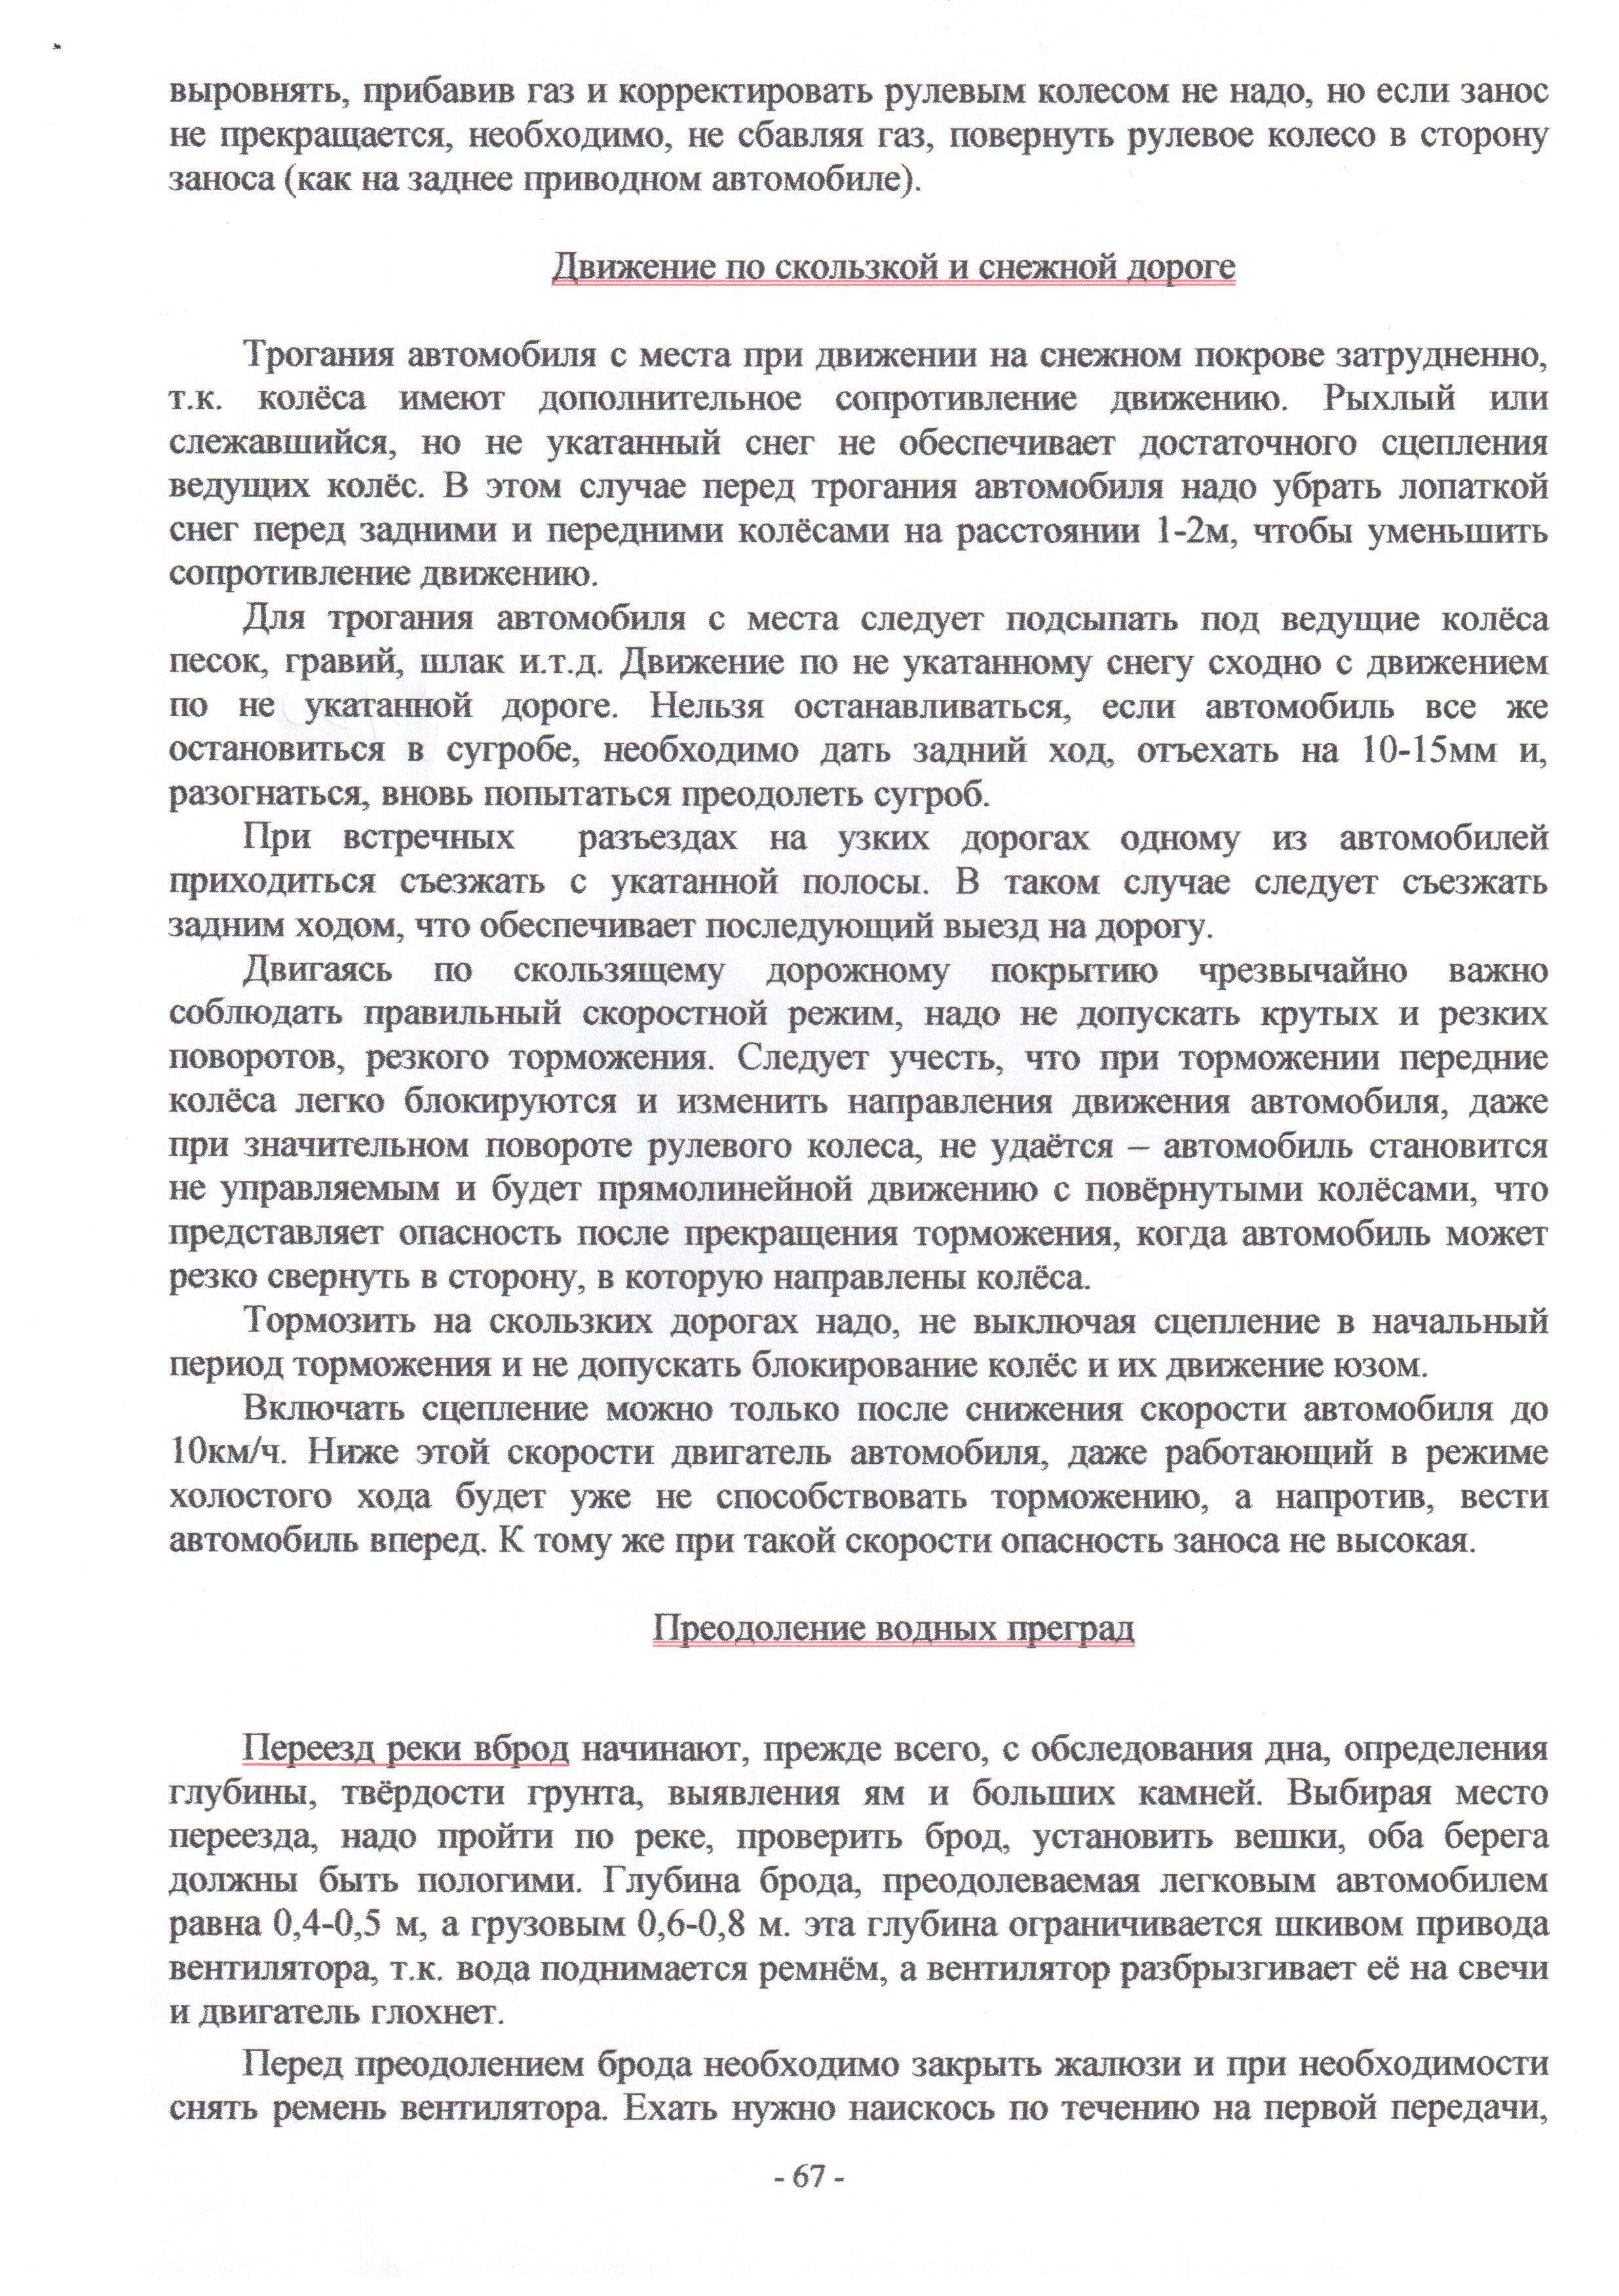 выровнять, прибавив газ и корректировать рулевым колесом не надо, но если занос
не прекращается, необходимо, не сбавляя газ, повернуть рулевое колесо в сторону
заноса (как на заднее приводном автомобиле).
Движение по скользкой и снежной дороге
Трогания автомобиля с места при движении на снежном покрове затрудненно,
т.к. колёса имеют дополнительное сопротивление движению. Рыхлый или
слежавшийся, но не укатанный снег не обеспечивает достаточного сцепления
ведущих колёс. В этом случае перед трогания автомобиля надо убрать лопаткой
снег перед задними и передними колёсами на расстоянии 1-2м, чтобы уменьшить
сопротивление движению.
Для трогания автомобиля с места следует подсыпать под ведущие колёса
песок, гравий, шлак и.т.д. Движение по не укатанному снегу сходно с движением
по не укатанной дороге. Нельзя останавливаться, если автомобиль все же
остановиться в сугробе, необходимо дать задний ход, отъехать на 10-15мм и,
разогнаться, вновь попытаться преодолеть сугроб.
При встречных разъездах на узких дорогах одному из автомобилей
приходиться съезжать с укатанной полосы. В таком случае следует съезжать
задним ходом, что обеспечивает последующий выезд на дорогу.
Двигаясь по скользящему дорожному покрытию чрезвычайно важно
соблюдать правильный скоростной режим, надо не допускать крутых и резких
поворотов, резкого торможения. Следует учесть, что при торможении передние
колёса легко блокируются и изменить направления движения автомобиля, даже
при значительном повороте рулевого колеса, не удаётся – автомобиль становится
не управляемым и будет прямолинейной движению с повёрнутыми колёсами, что
представляет опасность после прекращения торможения, когда автомобиль может
резко свернуть в сторону, в которую направлены колёса.
Тормозить на скользких дорогах надо, не выключая сцепление в начальный
период торможения и не допускать блокирование колёс и их движение юзом.
Включать сцепление можно только после снижения скорости автомобиля до
10км/ч. Ниже этой скорости двигатель автомобиля, даже работающий в режиме
холостого хода будет уже не способствовать торможению, а напротив, вести
автомобиль вперед. К тому же при такой скорости опасность заноса не высокая.
Преодоление водных преград
Переезд реки вброд начинают, прежде всего, с обследования дна, определения
глубины, твёрдости грунта, выявления ям и больших камней. Выбирая место
переезда, надо пройти по реке, проверить брод, установить вешки, оба берега
должны быть пологими. Глубина брода, преодолеваемая легковым автомобилем
равна 0,4-0,5 м, а грузовым 0,6-0,8 м. эта глубина ограничивается шкивом привода
вентилятора, т.к. вода поднимается ремнём, а вентилятор разбрызгивает её на свечи
и двигатель глохнет.
Перед преодолением брода необходимо закрыть жалюзи и при необходимости
снять ремень вентилятора. Ехать нужно наискось по течению на первой передачи,
- 67 -